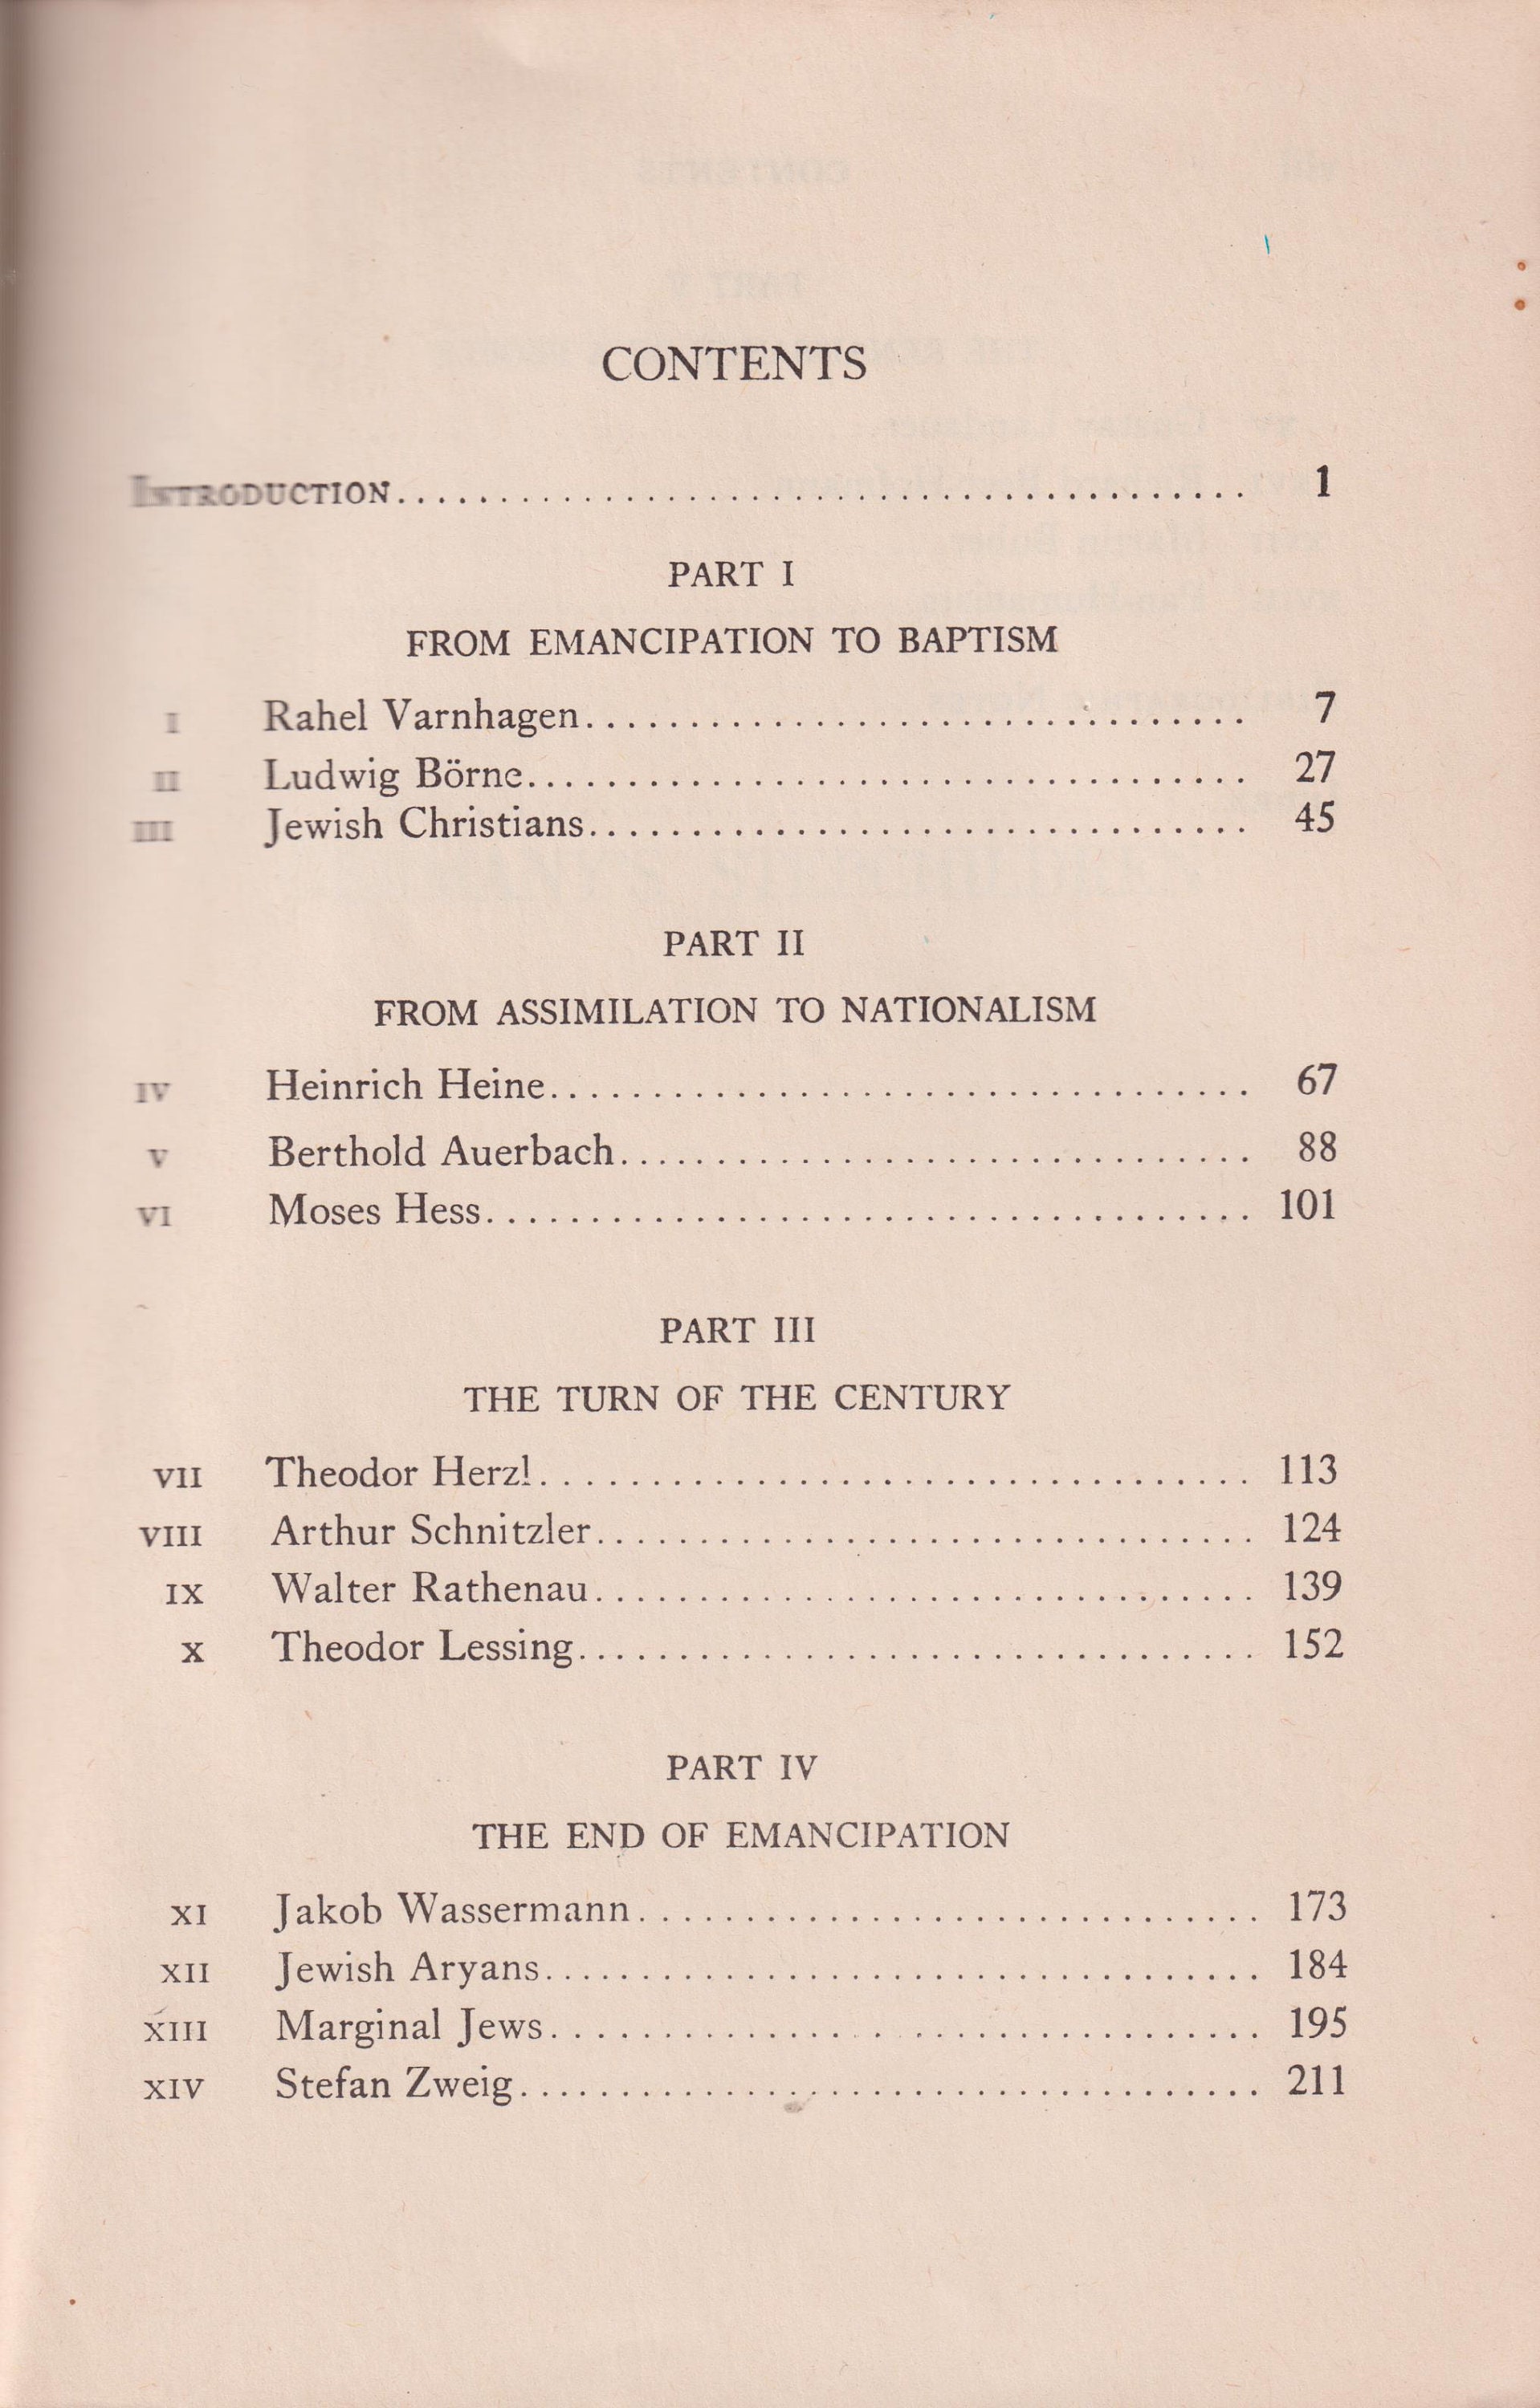 CONTENTS
INTRODUCTION........................................ 1
PART I
FROM EMANCIPATION TO BAPTISM
I Rahel Varnhagen................................ 7
II Ludwig Börne................................... 27
III Jewish Christians................................ 45
PART II
FROM ASSIMILATION TO NATIONALISM
IV Heinrich Heine.................................. 67
V Berthold Auerbach............................... 88
VI Moses Hess..................................... 101
PART III
THE TURN OF THE CENTURY
VII Theodor Herzl................................... 113
VIII Arthur Schnitzler................................ 124
IX Walter Rathenau................................ 139
X Theodor Lessing................................. 152
PART IV
THE END OF EMANCIPATION
XI Jakob Wassermann.............................. 173
XII Jewish Aryans................................... 184
XIII Marginal Jews................................... 195
XIV Stefan Zweig.................................... 211